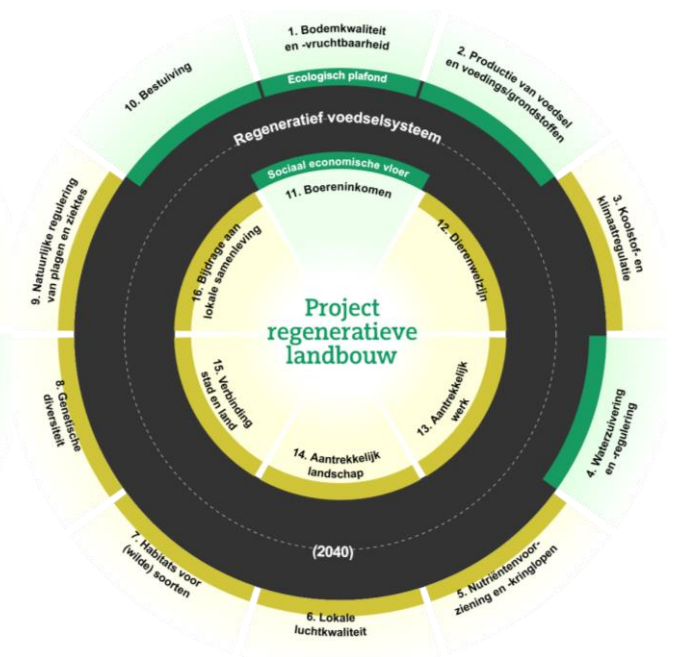 1. Bodemkwaliteit
en -vruchtbaarheid
2. Productie van voedsel
en voedings/grondstoffen
3. Koolstof- en
klimaatregulatie
4. Waterzuivering
en -regulering
5. Nutriëntenvoor-
ziening en -kringlopen
6. Lokale
luchtkwaliteit
7. Habitats voor
(wilde) soorten
8. Genetische
diversiteit
9. Natuurlijke regulering
van plagen en ziektes
10. Bestuiving
Ecologisch plafond
Regeneratief voedselsysteem
Sociaal economische vloer
11. Boereninkomen
12. Dierenwelzijn
13. Aantrekkelijk
werk
14. Aantrekkelijk
landschap
15. Verbinding
stad en land
16. Bijdrage aan
lokale samenleving
Project
regeneratieve
landbouw
(2040)